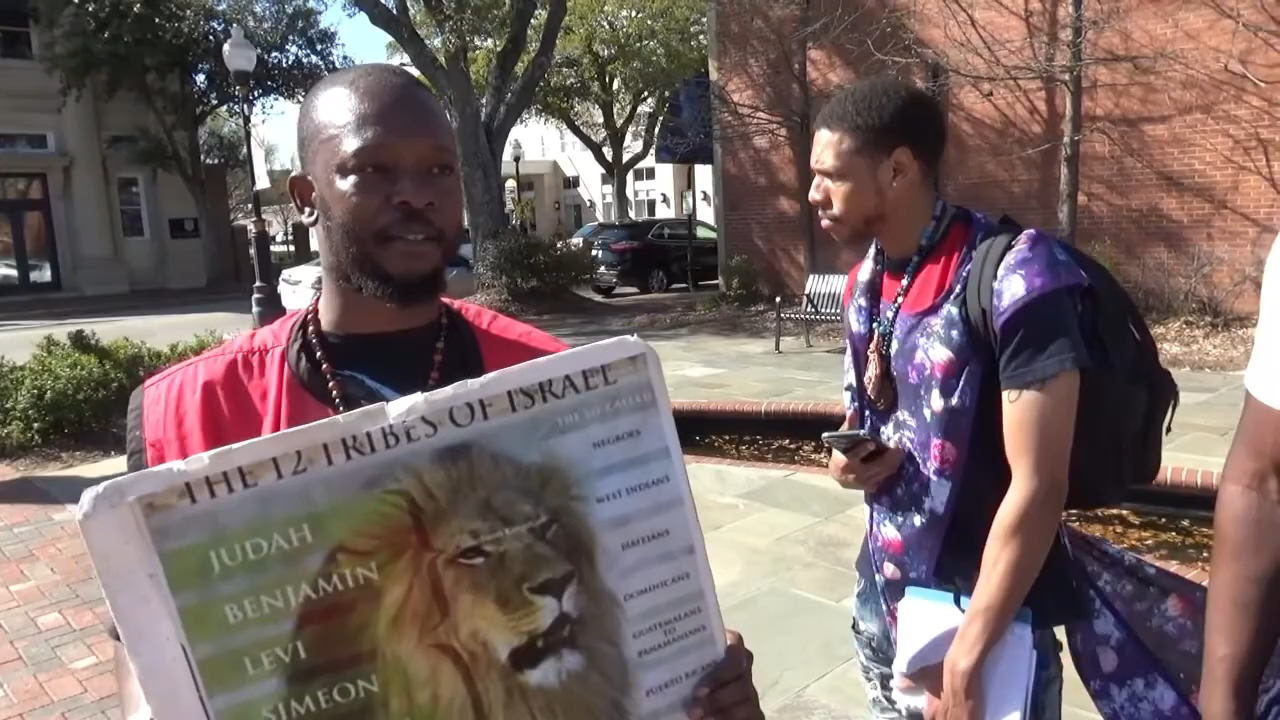 THE 12 TRIBES OF ISRAEL
THE SO CALLED
JUDAH
NEGROES
BENJAMIN
WEST INDIANS
LEVI
HAITIANS
SIMEON
DOMINICANS
GUATEMALANS
TO
PANAMANIANS
PUERTO RICANS